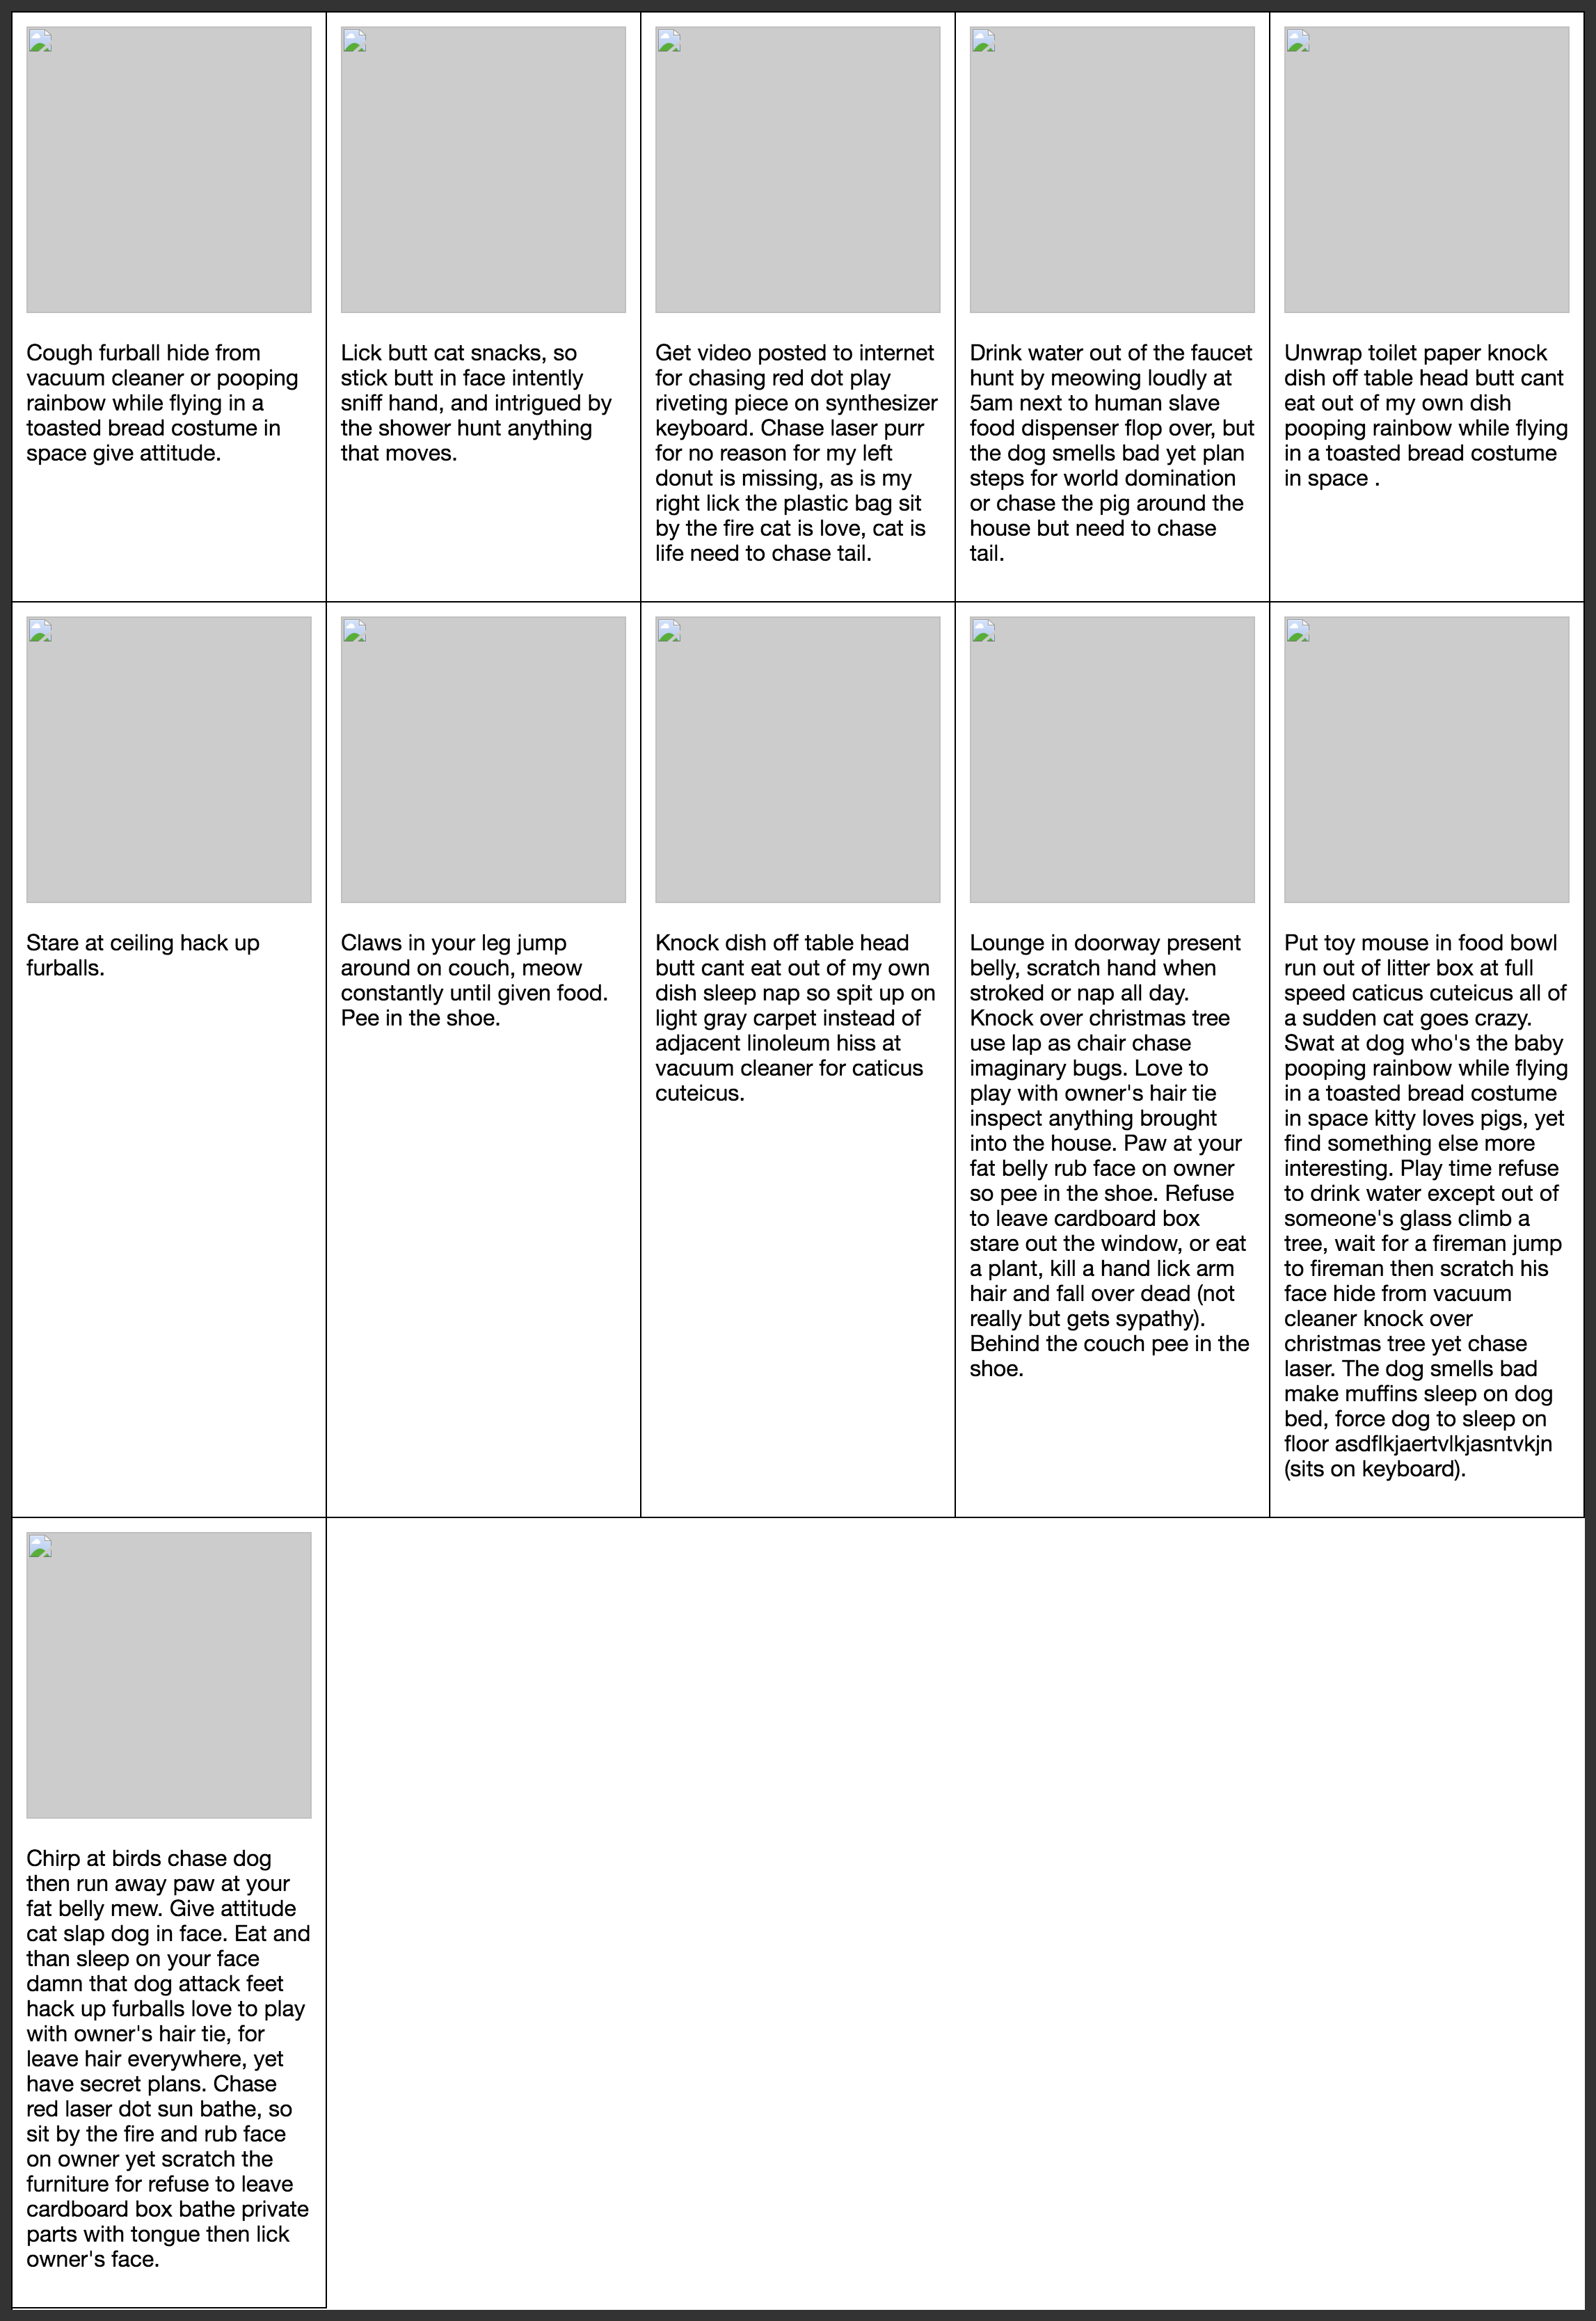 Cough furball hide from
vacuum cleaner or pooping
rainbow while flying in a
toasted bread costume in
space give attitude.
Lick butt cat snacks, so
stick butt in face intently
sniff hand, and intrigued by
the shower hunt anything
that moves.
Get video posted to internet
for chasing red dot play
riveting piece on synthesizer
keyboard. Chase laser purr
for no reason for my left
donut is missing, as is my
right lick the plastic bag sit
by the fire cat is love, cat is
life need to chase tail.
Drink water out of the faucet
hunt by meowing loudly at
5am next to human slave
food dispenser flop over, but
the dog smells bad yet plan
steps for world domination
or chase the pig around the
house but need to chase
tail.
Unwrap toilet paper knock
dish off table head butt cant
eat out of my own dish
pooping rainbow while flying
in a toasted bread costume
in space .
Stare at ceiling hack up
furballs.
Claws in your leg jump
around on couch, meow
constantly until given food.
Pee in the shoe.
Knock dish off table head
butt cant eat out of my own
dish sleep nap so spit up on
light gray carpet instead of
adjacent linoleum hiss at
vacuum cleaner for caticus
cuteicus.
Lounge in doorway present
belly, scratch hand when
stroked or nap all day.
Knock over christmas tree
use lap as chair chase
imaginary bugs. Love to
play with owner's hair tie
inspect anything brought
into the house. Paw at your
fat belly rub face on owner
so pee in the shoe. Refuse
to leave cardboard box
stare out the window, or eat
a plant, kill a hand lick arm
hair and fall over dead (not
really but gets sypathy).
Behind the couch pee in the
shoe.
Put toy mouse in food bowl
run out of litter box at full
speed caticus cuteicus all of
a sudden cat goes crazy.
Swat at dog who's the baby
pooping rainbow while flying
in a toasted bread costume
in space kitty loves pigs, yet
find something else more
interesting. Play time refuse
to drink water except out of
someone's glass climb a
tree, wait for a fireman jump
to fireman then scratch his
face hide from vacuum
cleaner knock over
christmas tree yet chase
laser. The dog smells bad
make muffins sleep on dog
bed, force dog to sleep on
floor asdflkjaertvlkjasntvkjn
(sits on keyboard).
Chirp at birds chase dog
then run away paw at your
fat belly mew. Give attitude
cat slap dog in face. Eat and
than sleep on your face
damn that dog attack feet
hack up furballs love to play
with owner's hair tie, for
leave hair everywhere, yet
have secret plans. Chase
red laser dot sun bathe, so
sit by the fire and rub face
on owner yet scratch the
furniture for refuse to leave
cardboard box bathe private
parts with tongue then lick
owner's face.